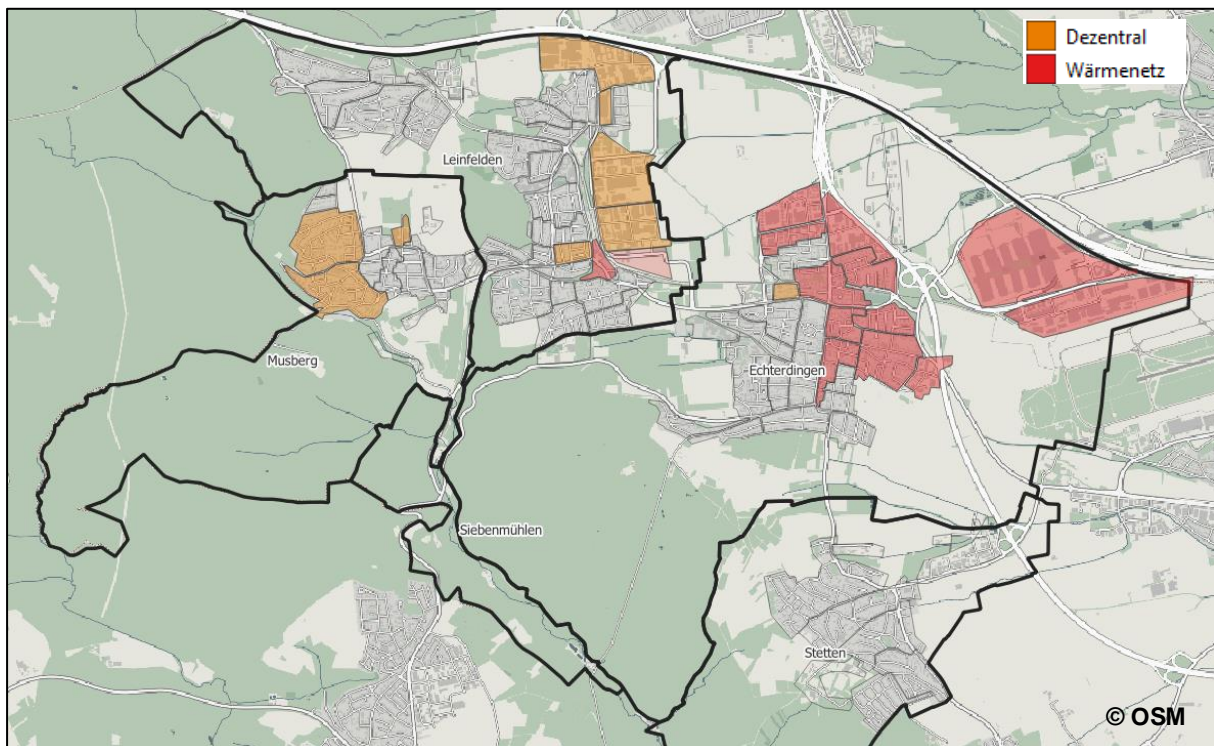 Dezentral
Wärmenetz
Leinfelden
Musberg
Echterdingen
Siebenmühlen
Stetten
© OSM